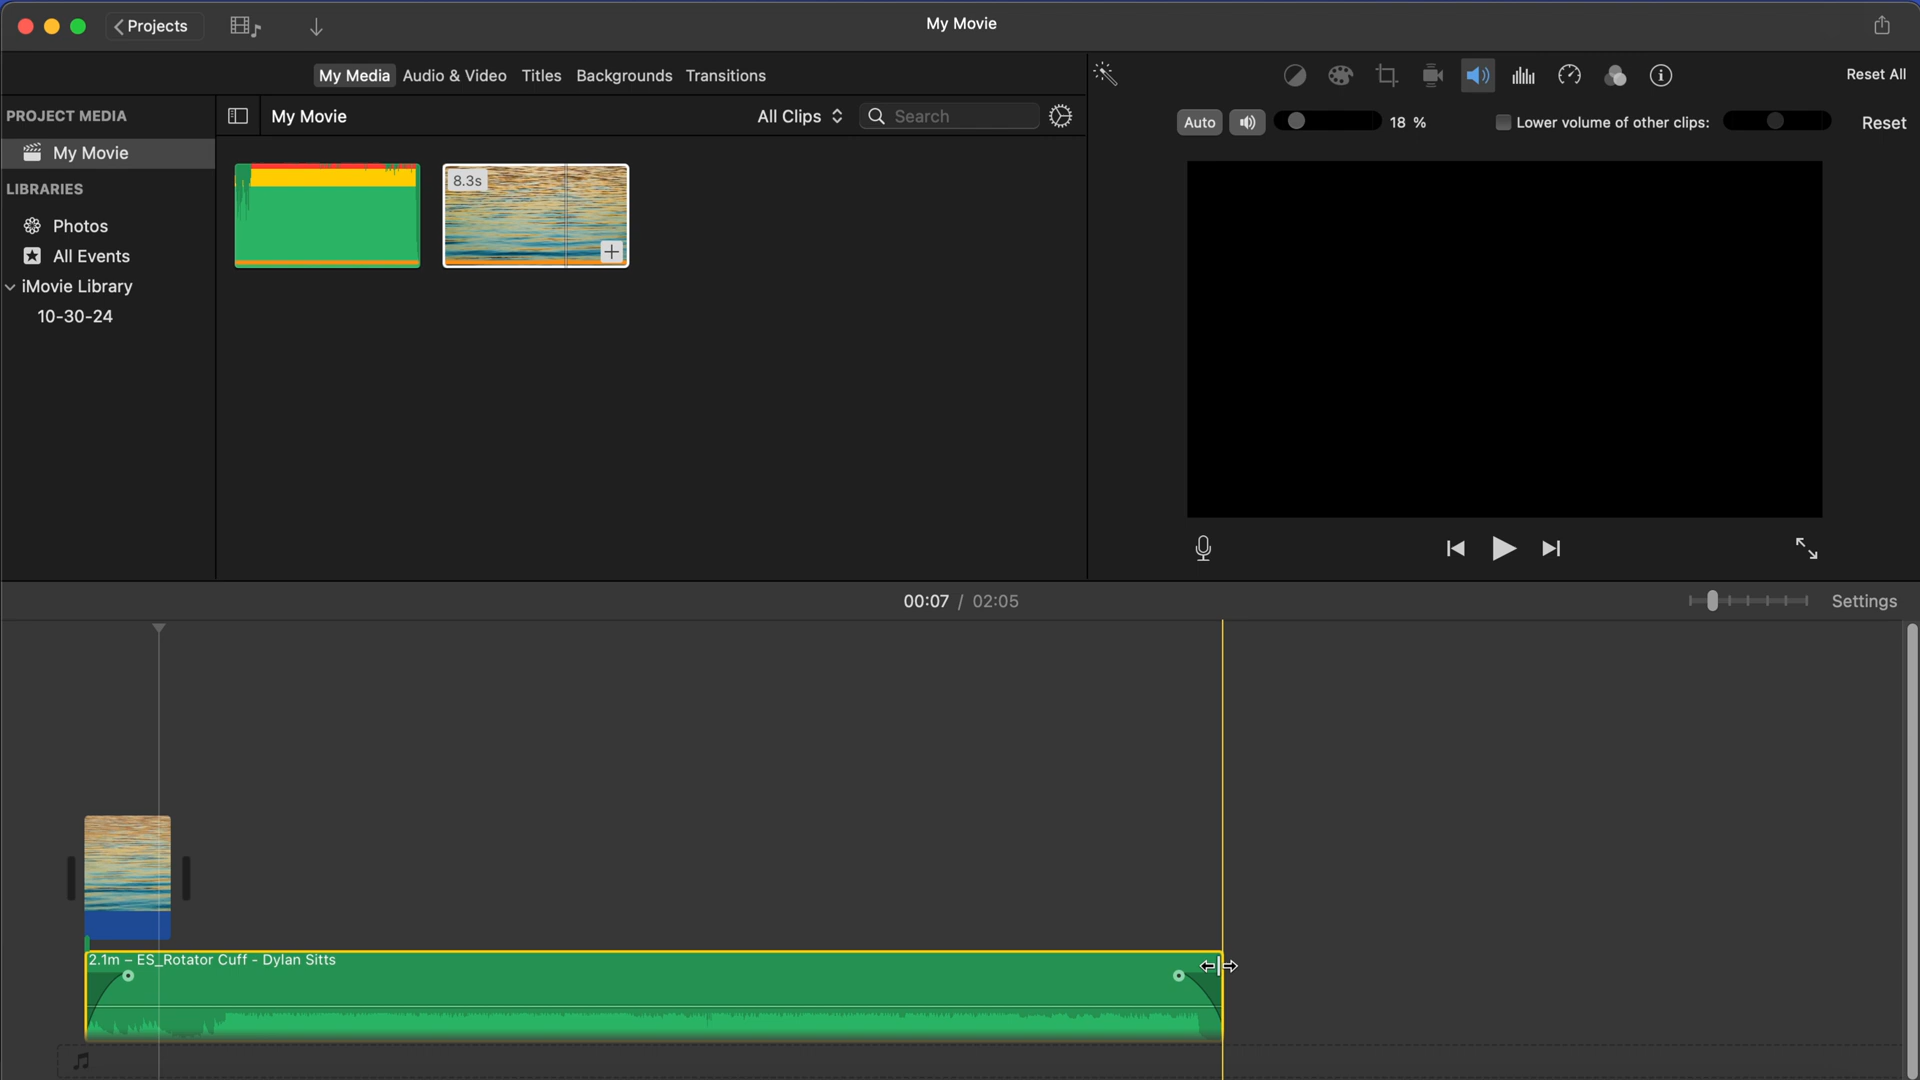 Projects
My Movie
My Media Audio & Video Titles Backgrounds Transitions
Reset All
PROJECT MEDIA
My Movie
All Clips
Search
Auto
18 %
Lower volume of other clips:
Reset
My Movie
LIBRARIES
Photos
All Events
iMovie Library
10-30-24
8.3s
00:07 / 02:05
Settings
2.1m – ES_Rotator Cuff - Dylan Sitts